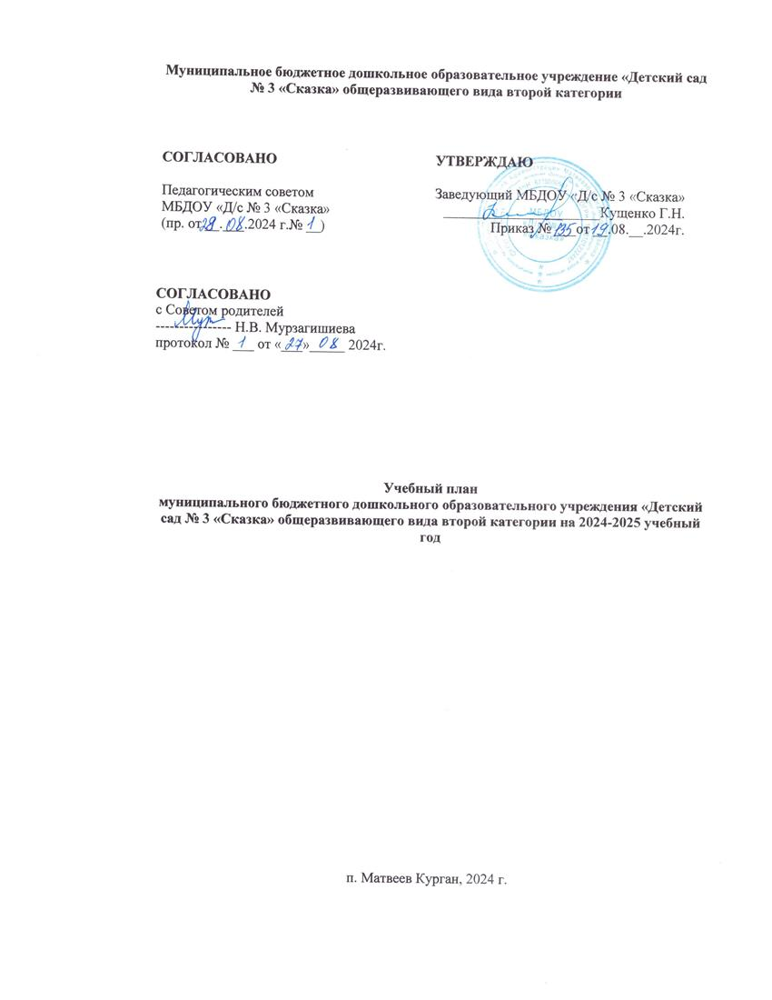 Муниципальное бюджетное дошкольное образовательное учреждение «Детский сад
№ 3 «Сказка» общеразвивающего вида второй категории
СОГЛАСОВАНО
Педагогическим советом
МБДОУ «Д/с № 3 «Сказка»
(пр. от 29.08.2024 г.№ 1)
УТВЕРЖДАЮ
Заведующий МБДОУ «Д/с № 3 «Сказка»
Кущенко Г.Н.
Приказ № 135 от 19.08.__.2024г.
МБДОУ
СОГЛАСОВАНО
с Советом родителей
----------------- Н.В. Мурзагишиева
протокол № 1 от «27» 08 2024г.
Учебный план
муниципального бюджетного дошкольного образовательного учреждения «Детский
сад № 3 «Сказка» общеразвивающего вида второй категории на 2024-2025 учебный
год
п. Матвеев Курган, 2024 г.